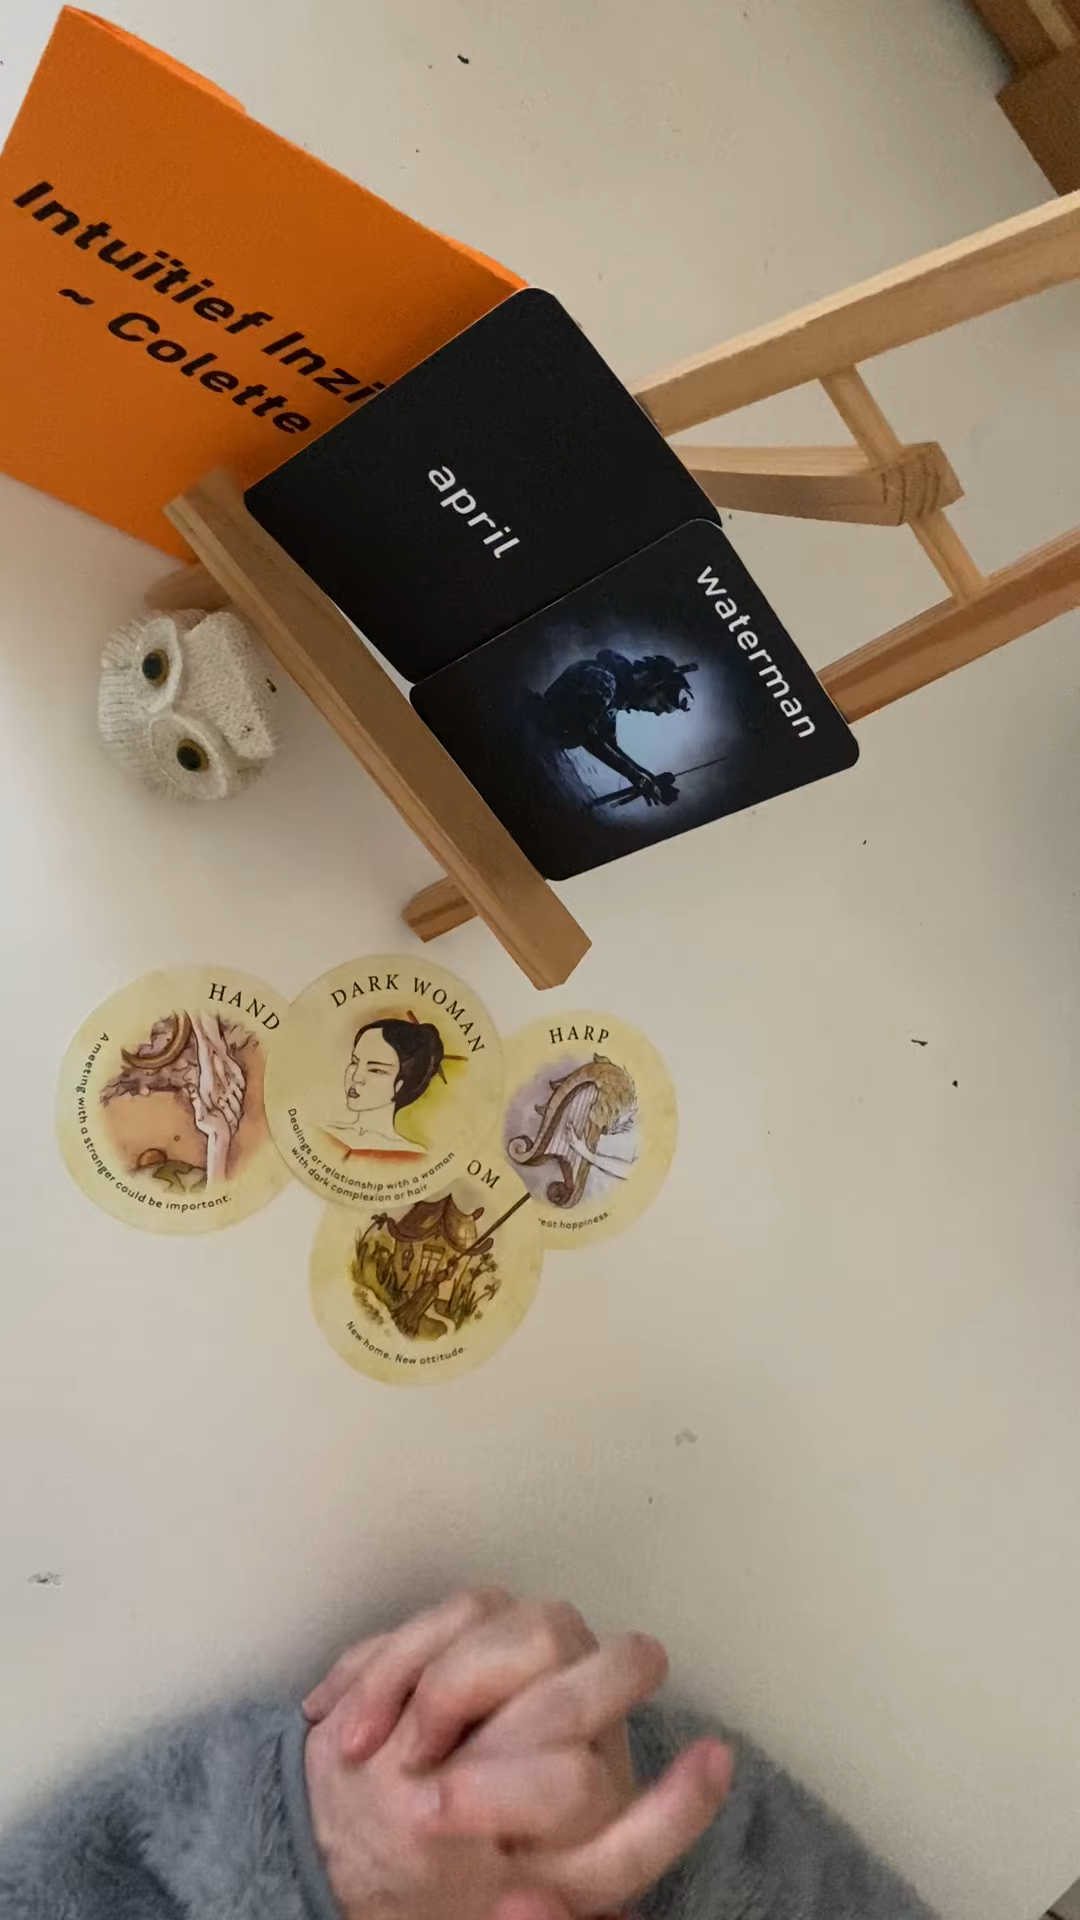 Intuïtief Inzi
~ Colette
april
waterman
HAND
A meeting with a stranger could be important.
DARK WOMAN
Dealings or relationship with a woman
with dark complexion or hair.
HARP
happiness.
OM
New home. New attitude.